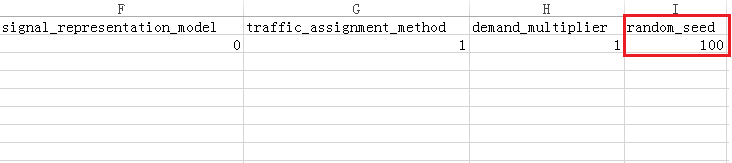 F G H I
signal_representation_model traffic_assignment_method demand_multiplier random_seed
0 1 1 100